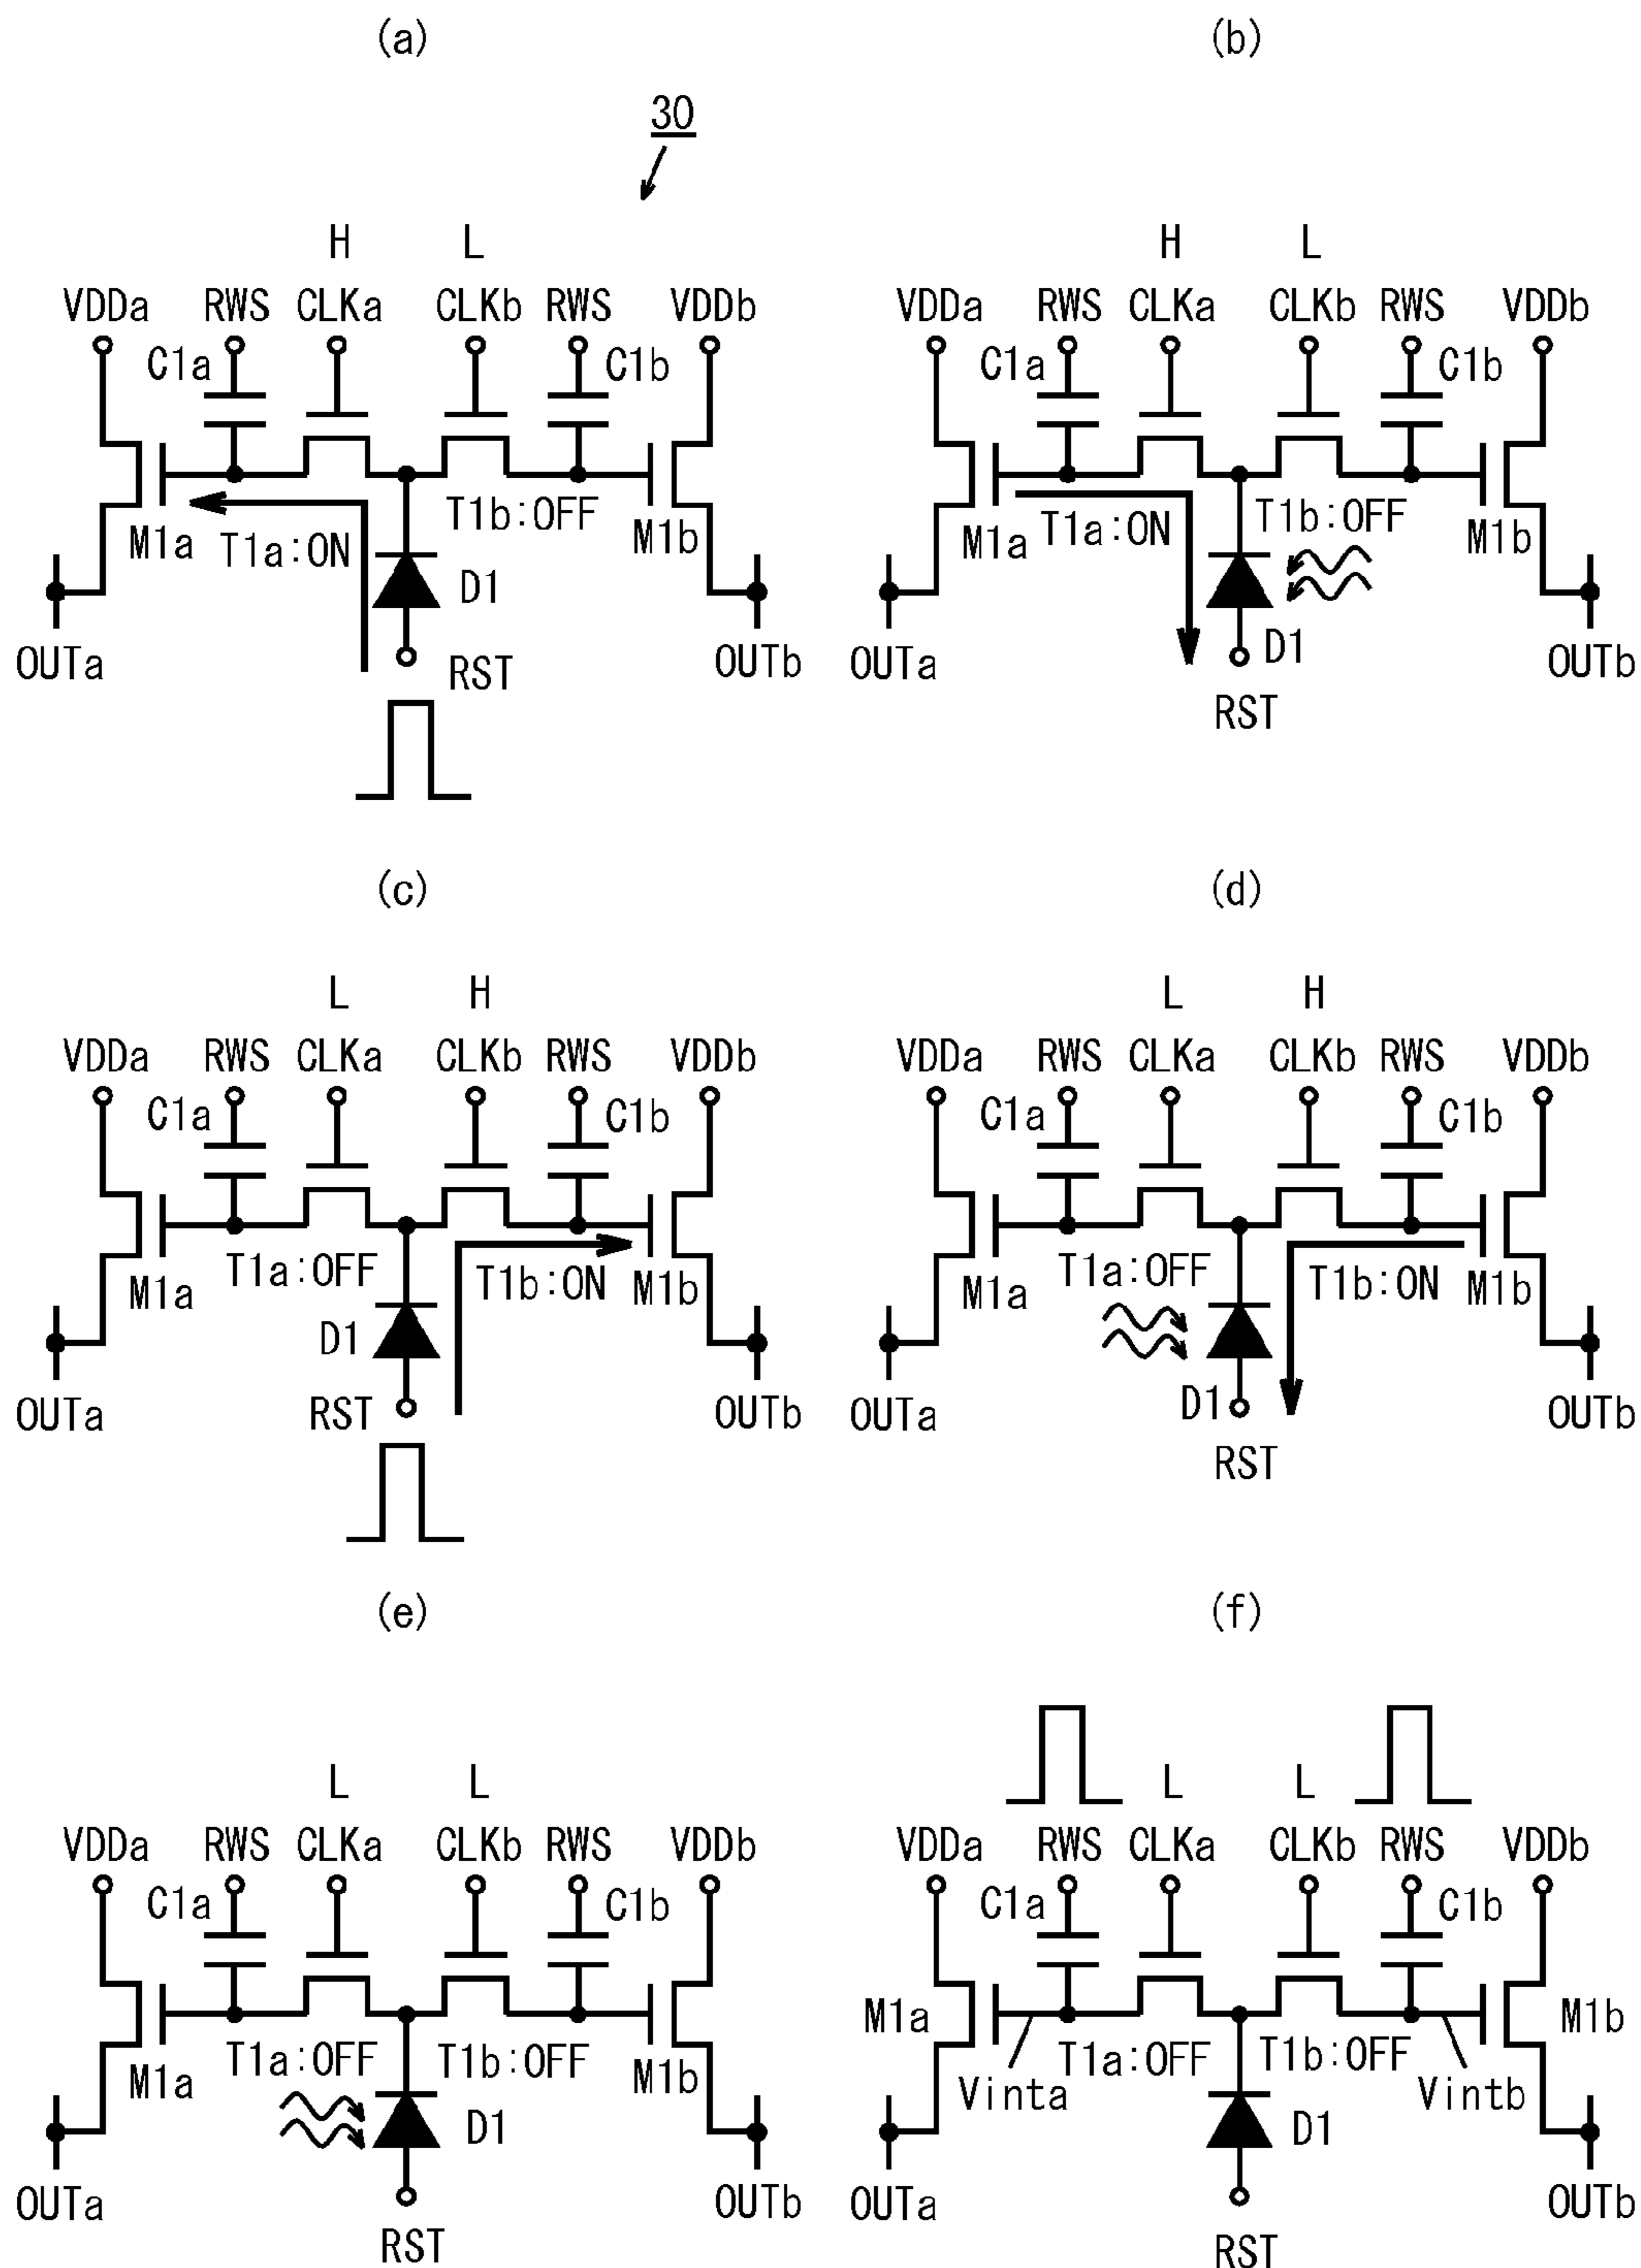 (a) (b)
30
H L H L
VDDa RWS CLKa CLKb RWS VDDb VDDa RWS CLKa CLKb RWS VDDb
C1a C1b C1a C1b
T1b:OFF T1b:OFF
M1a T1a:ON M1b M1a T1a:ON M1b
D1
OUTa RST OUTb OUTa D1 OUTb
RST
(c) (d)
L H L H
VDDa RWS CLKa CLKb RWS VDDb VDDa RWS CLKa CLKb RWS VDDb
C1a C1b C1a C1b
T1a:OFF T1b:ON T1a:OFF T1b:ON
M1a M1b M1a M1b
D1
OUTa RST OUTb OUTa D1 OUTb
RST
(e) (f)
L L L L
VDDa RWS CLKa CLKb RWS VDDb VDDa RWS CLKa CLKb RWS VDDb
C1a C1b C1a C1b
M1a M1b
T1a:OFF T1b:OFF T1a:OFF T1b:OFF
M1a M1b Vinta Vintb
D1 D1
OUTa OUTb OUTa OUTb
RST RST